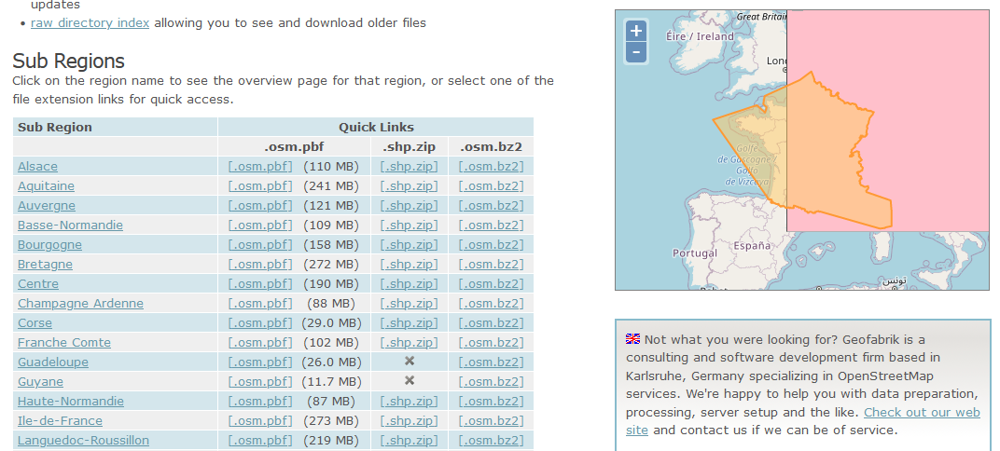 updates
• raw directory index allowing you to see and download older files
Sub Regions
Click on the region name to see the overview page for that region, or select one of the
file extension links for quick access.
Sub Region Quick Links
.osm.pbf .shp.zip .osm.bz2
Alsace [.osm.pbf] (110 MB) [.shp.zip] [.osm.bz2]
Aquitaine [.osm.pbf] (241 MB) [.shp.zip] [.osm.bz2]
Auvergne [.osm.pbf] (121 MB) [.shp.zip] [.osm.bz2]
Basse-Normandie [.osm.pbf] (109 MB) [.shp.zip] [.osm.bz2]
Bourgogne [.osm.pbf] (158 MB) [.shp.zip] [.osm.bz2]
Bretagne [.osm.pbf] (272 MB) [.shp.zip] [.osm.bz2]
Centre [.osm.pbf] (190 MB) [.shp.zip] [.osm.bz2]
Champagne Ardenne [.osm.pbf] (88 MB) [.shp.zip] [.osm.bz2]
Corse [.osm.pbf] (29.0 MB) [.shp.zip] [.osm.bz2]
Franche Comte [.osm.pbf] (102 MB) [.shp.zip] [.osm.bz2]
Guadeloupe [.osm.pbf] (26.0 MB) ✖ [.osm.bz2]
Guyane [.osm.pbf] (11.7 MB) ✖ [.osm.bz2]
Haute-Normandie [.osm.pbf] (87 MB) [.shp.zip] [.osm.bz2]
Ile-de-France [.osm.pbf] (273 MB) [.shp.zip] [.osm.bz2]
Languedoc-Roussillon [.osm.pbf] (219 MB) [.shp.zip] [.osm.bz2]
+
–
Great Britain
Éire / Ireland
Lon
Golfe
de Gascogne /
Golfo
de Vizcaya
Portugal
España
تونس
Not what you were looking for? Geofabrik is a
consulting and software development firm based in
Karlsruhe, Germany specializing in OpenStreetMap
services. We're happy to help you with data preparation,
processing, server setup and the like. Check out our web
site and contact us if we can be of service.